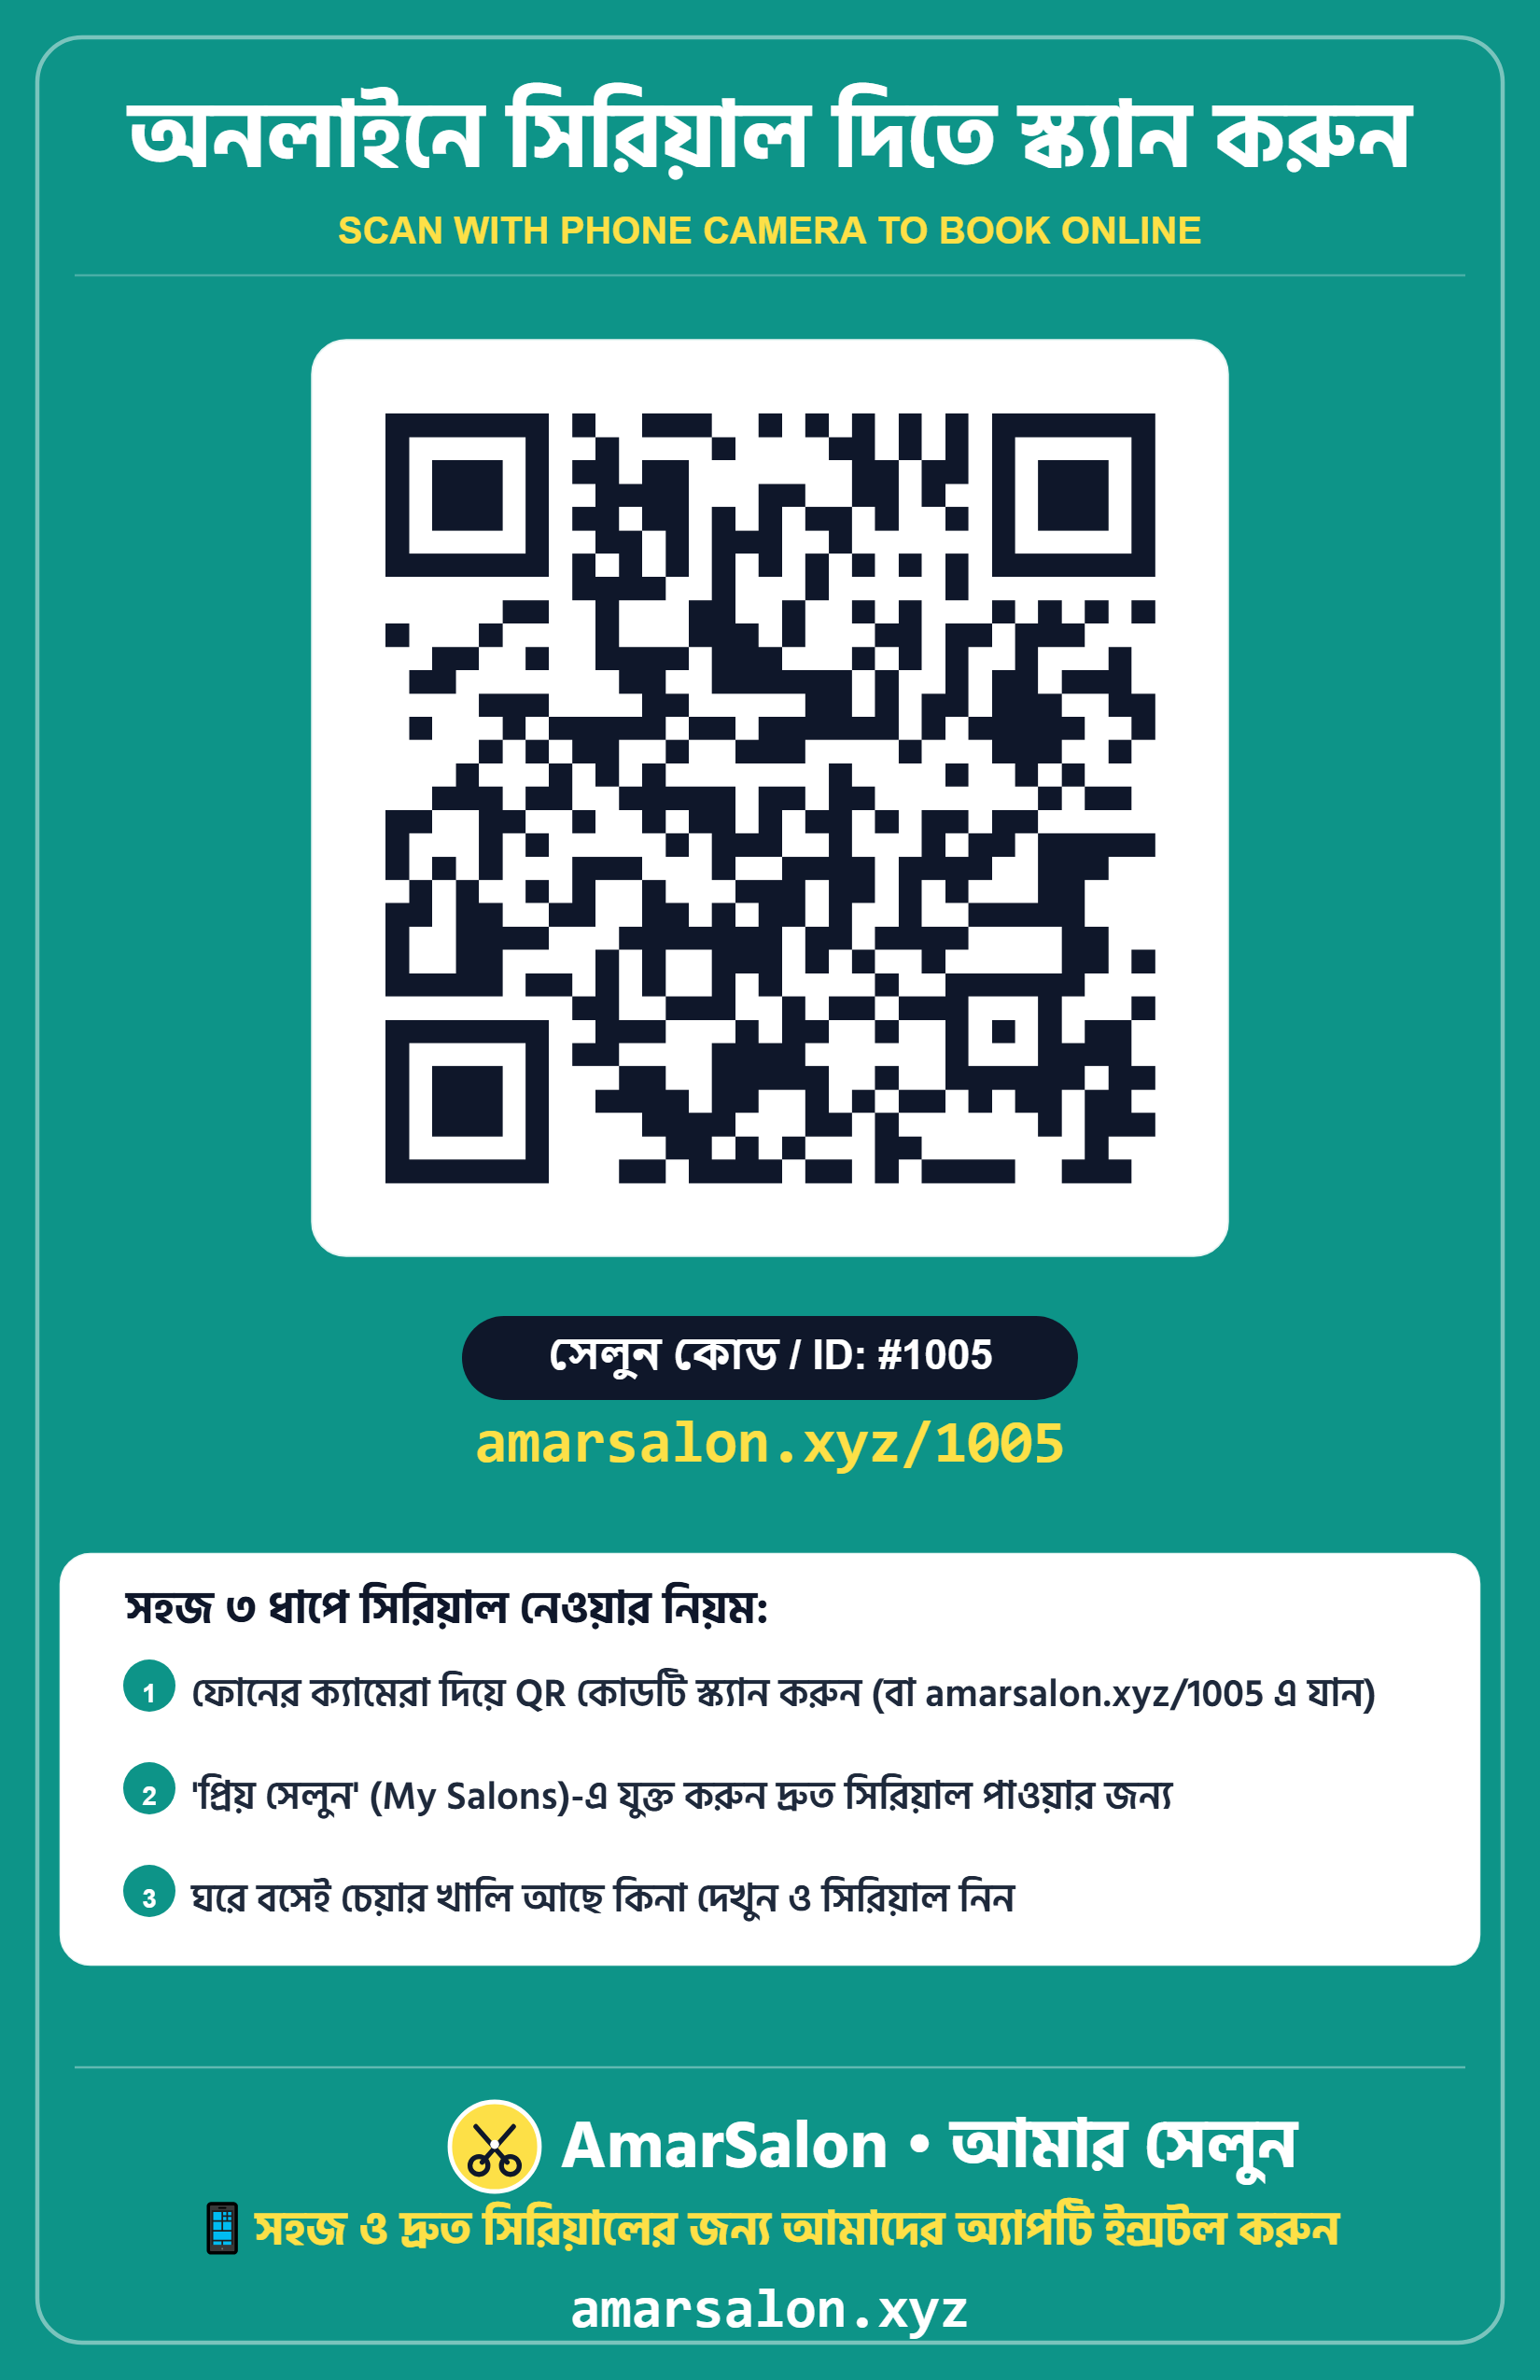 অনলাইনে সিরিয়াল দিতে স্ক্যান করুন
SCAN WITH PHONE CAMERA TO BOOK ONLINE
সেলুন কোড / ID: #1005
amarsalon.xyz/1005
সহজ ৩ ধাপে সিরিয়াল নেওয়ার নিয়ম:
1 ফোনের ক্যামেরা দিয়ে QR কোডটি স্ক্যান করুন (বা amarsalon.xyz/1005 এ যান)
2 'প্রিয় সেলুন' (My Salons)-এ যুক্ত করুন দ্রুত সিরিয়াল পাওয়ার জন্য
3 ঘরে বসেই চেয়ার খালি আছে কিনা দেখুন ও সিরিয়াল নিন
AmarSalon • আমার সেলুন
সহজ ও দ্রুত সিরিয়ালের জন্য আমাদের অ্যাপটি ইন্সটল করুন
amarsalon.xyz